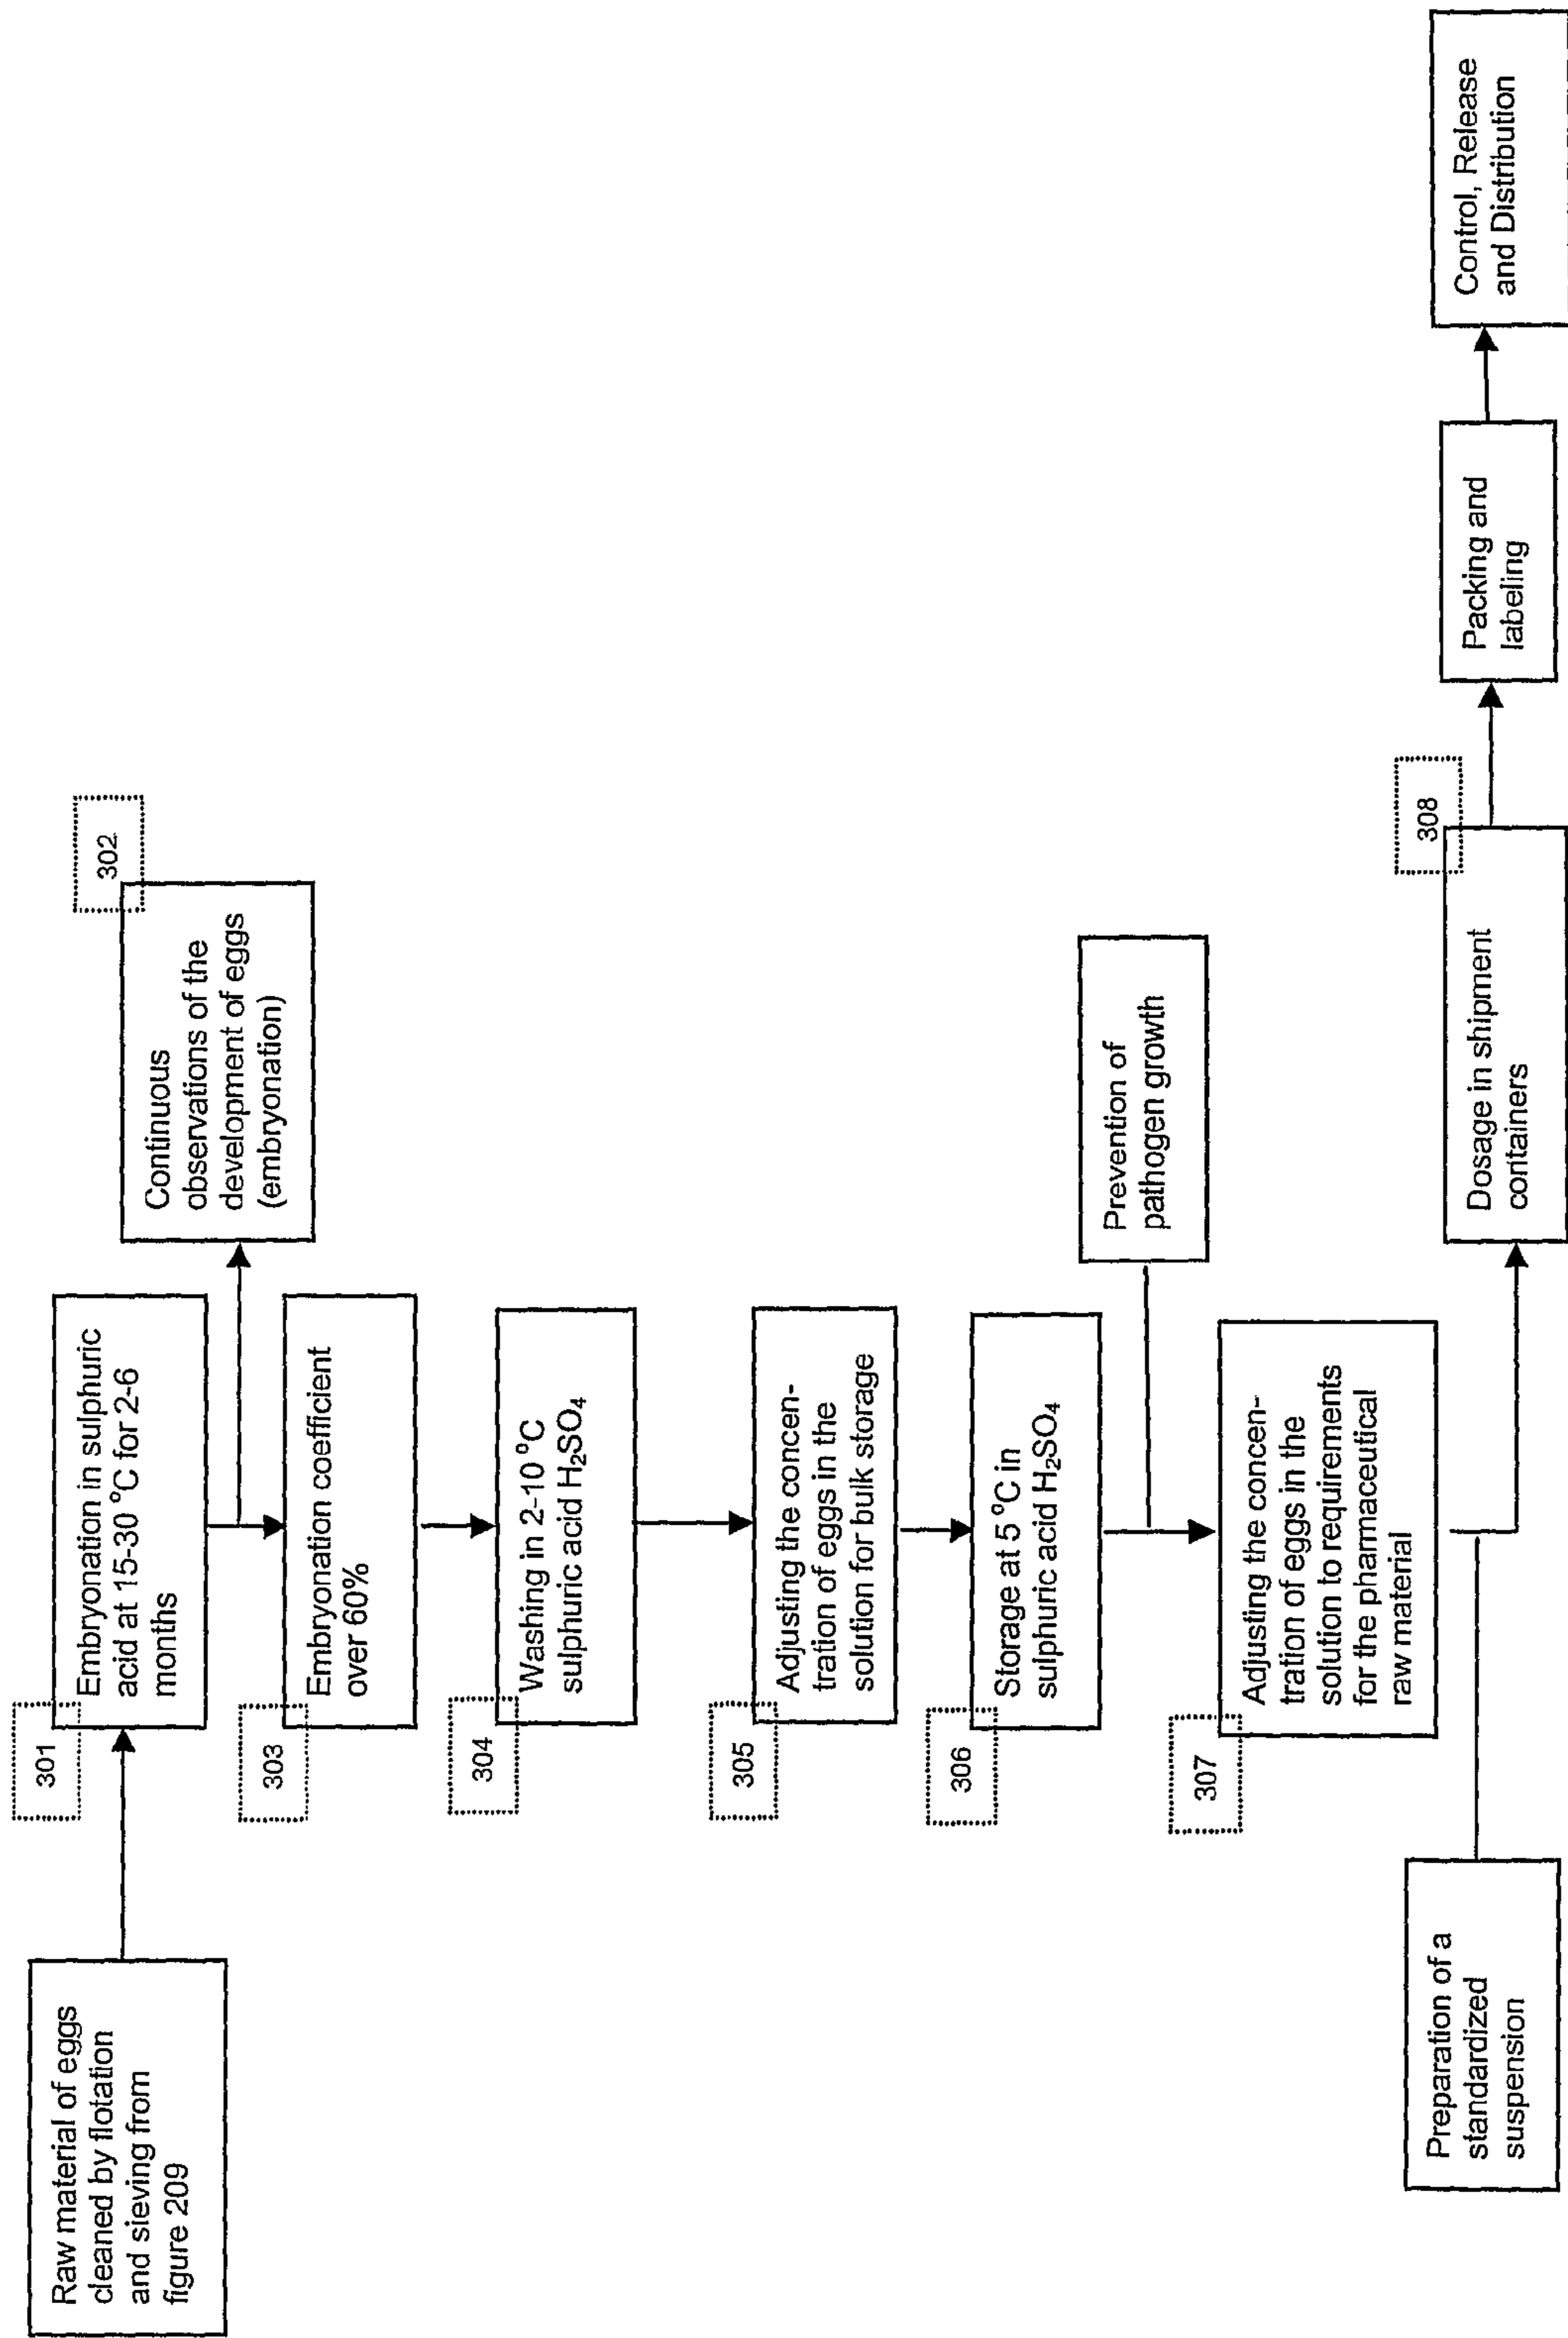 Raw material of eggs
cleaned by flotation
and sieving from
figure 209
301
Embryonation in sulphuric
acid at 15-30 °C for 2-6
months
302
Continuous
observations of the
development of eggs
(embryonation)
303
Embryonation coefficient
over 60%
304
Washing in 2-10 °C
sulphuric acid H₂SO₄
305
Adjusting the concen-
tration of eggs in the
solution for bulk storage
306
Storage at 5 °C in
sulphuric acid H₂SO₄
Prevention of
pathogen growth
307
Adjusting the concen-
tration of eggs in the
solution to requirements
for the pharmaceutical
raw material
Preparation of a
standardized
suspension
308
Dosage in shipment
containers
Packing and
labeling
Control, Release
and Distribution